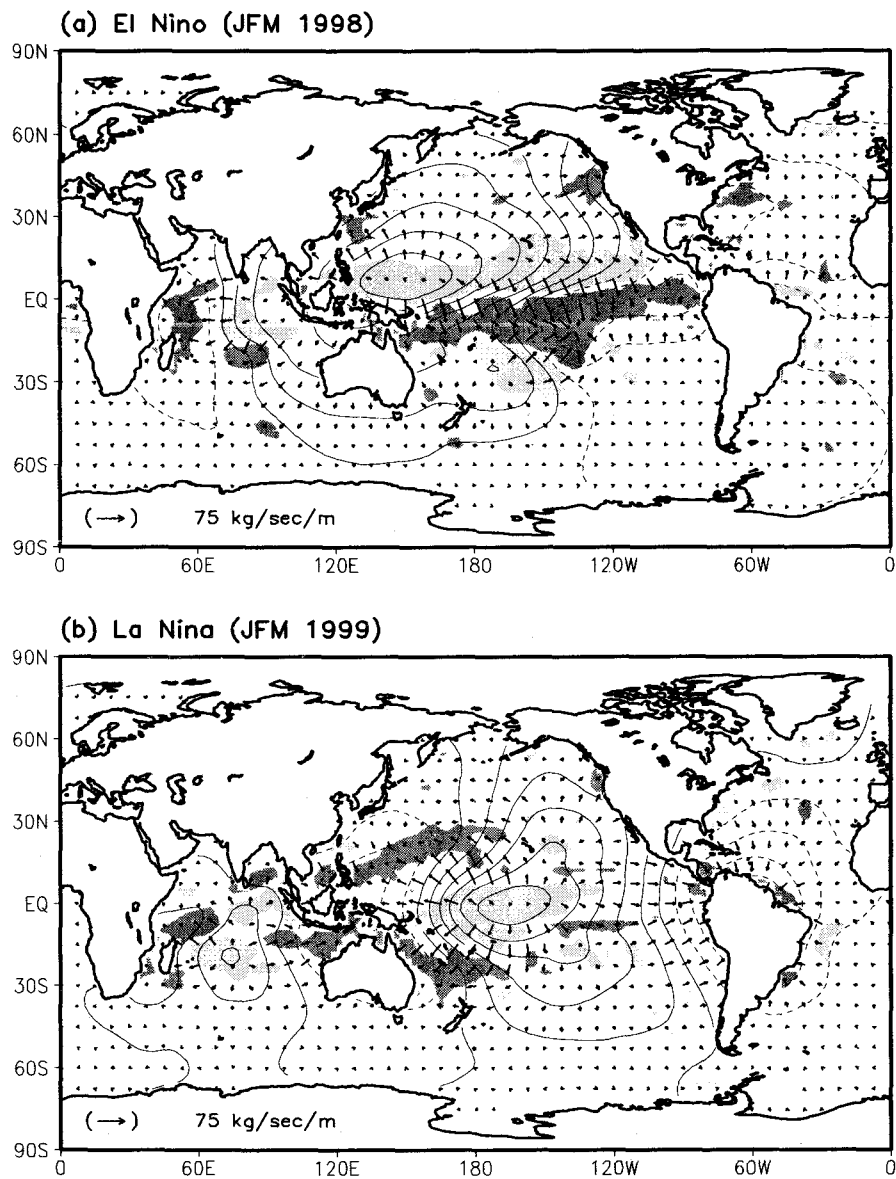 (a) El Nino (JFM 1998)
90N
60N
30N
EQ
30S
60S
90S
(→) 75 kg/sec/m
0 60E 120E 180 120W 60W 0
(b) La Nina (JFM 1999)
90N
60N
30N
EQ
30S
60S
90S
(→) 75 kg/sec/m
0 60E 120E 180 120W 60W 0